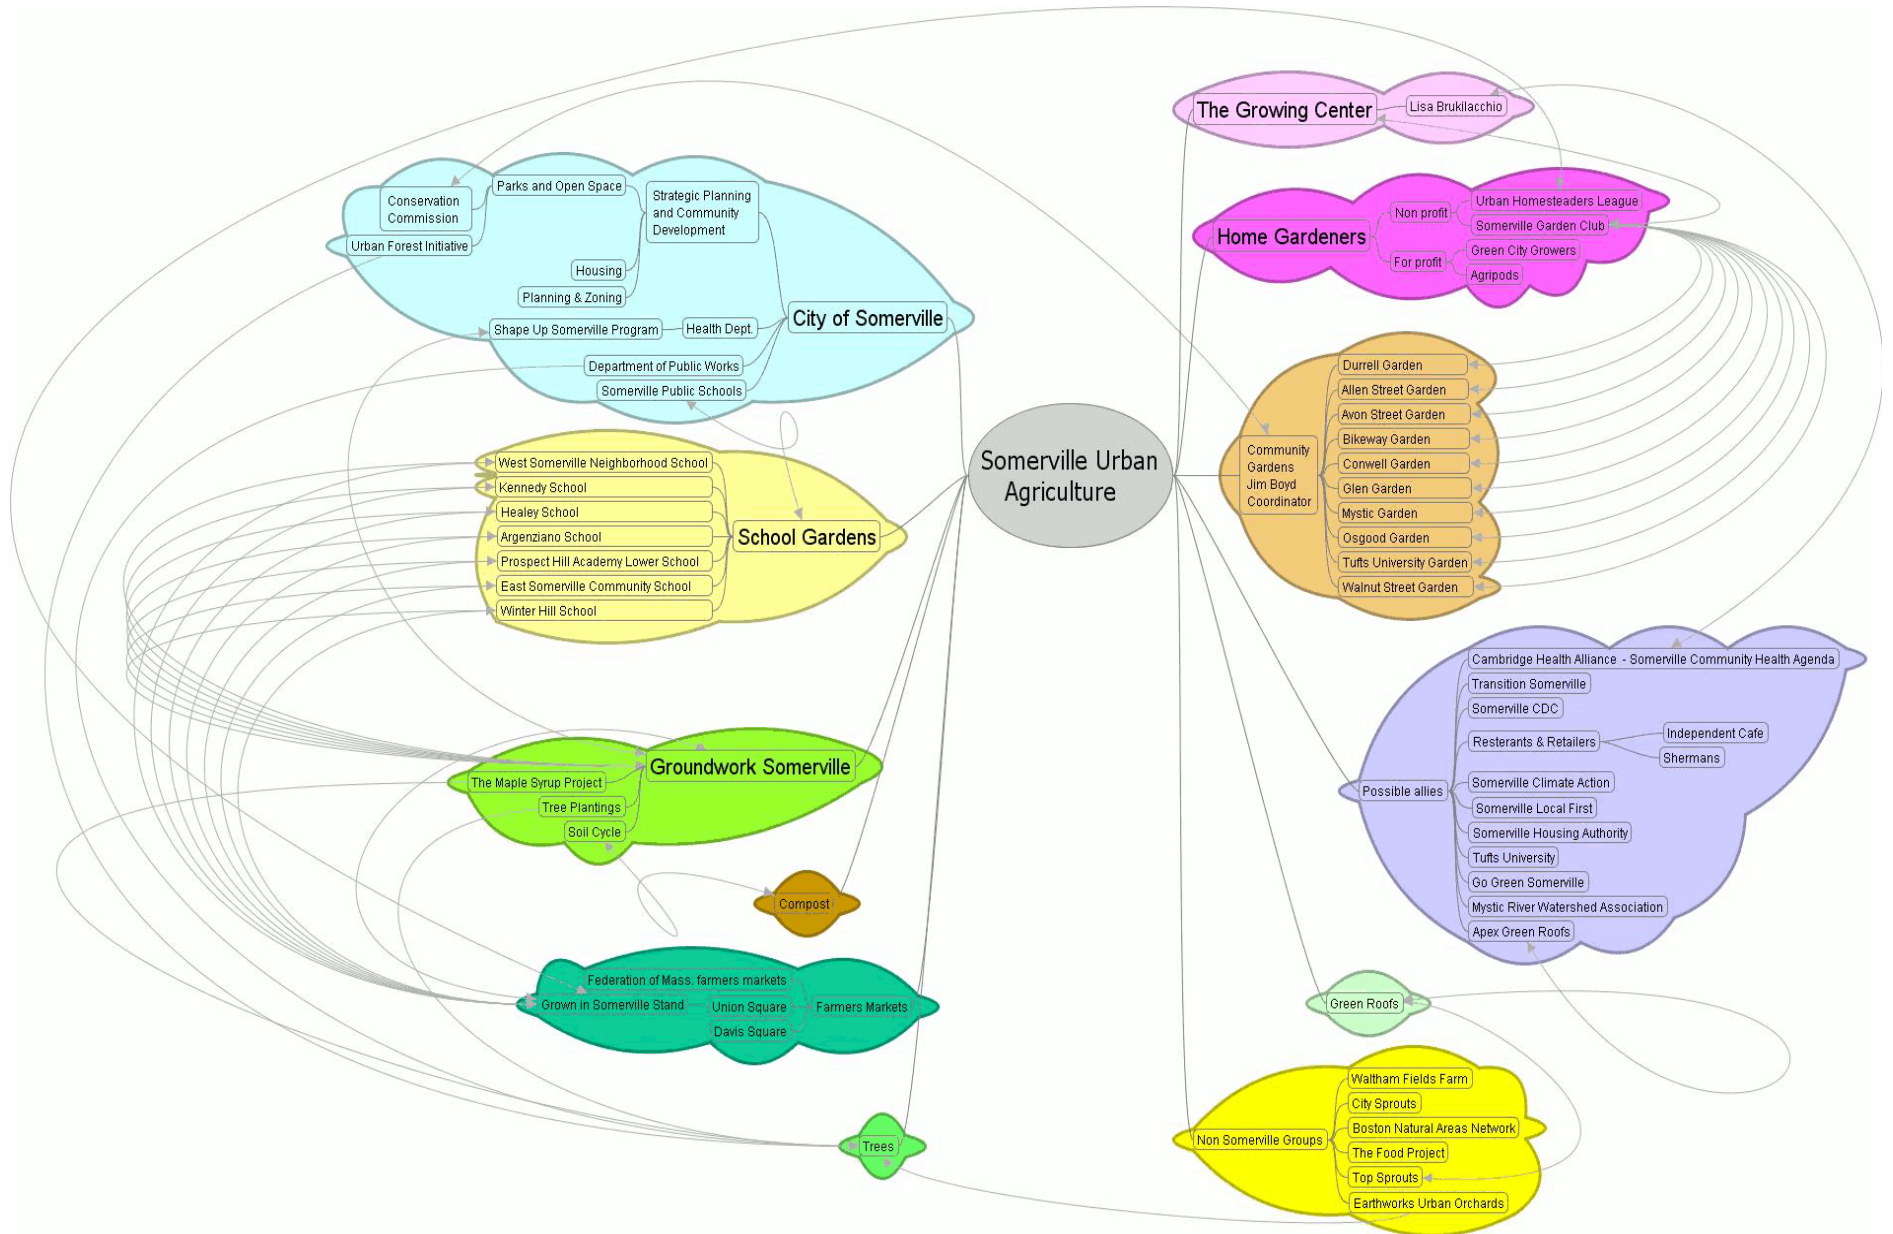 Somerville Urban
Agriculture
City of Somerville
Strategic Planning
and Community
Development
Parks and Open Space
Conservation
Commission
Urban Forest Initiative
Housing
Planning & Zoning
Health Dept.
Shape Up Somerville Program
Department of Public Works
Somerville Public Schools
School Gardens
West Somerville Neighborhood School
Kennedy School
Healey School
Argenziano School
Prospect Hill Academy Lower School
East Somerville Community School
Winter Hill School
Groundwork Somerville
The Maple Syrup Project
Tree Plantings
Soil Cycle
Compost
Farmers Markets
Federation of Mass. farmers markets
Union Square
Grown in Somerville Stand
Davis Square
Trees
The Growing Center
Lisa Brukilacchio
Home Gardeners
Non profit
Urban Homesteaders League
Somerville Garden Club
For profit
Green City Growers
Agripods
Community
Gardens
Jim Boyd
Coordinator
Durrell Garden
Allen Street Garden
Avon Street Garden
Bikeway Garden
Conwell Garden
Glen Garden
Mystic Garden
Osgood Garden
Tufts University Garden
Walnut Street Garden
Possible allies
Cambridge Health Alliance - Somerville Community Health Agenda
Transition Somerville
Somerville CDC
Resterants & Retailers
Independent Cafe
Shermans
Somerville Climate Action
Somerville Local First
Somerville Housing Authority
Tufts University
Go Green Somerville
Mystic River Watershed Association
Apex Green Roofs
Green Roofs
Non Somerville Groups
Waltham Fields Farm
City Sprouts
Boston Natural Areas Network
The Food Project
Top Sprouts
Earthworks Urban Orchards